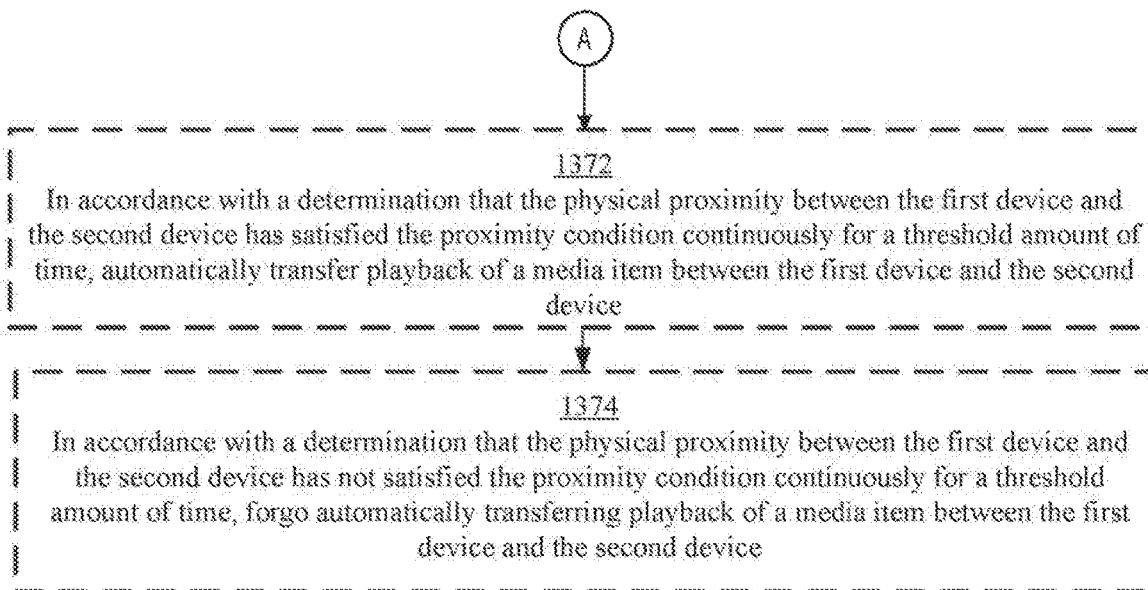 A
1372
In accordance with a determination that the physical proximity between the first device and
the second device has satisfied the proximity condition continuously for a threshold amount of
time, automatically transfer playback of a media item between the first device and the second
device
1374
In accordance with a determination that the physical proximity between the first device and
the second device has not satisfied the proximity condition continuously for a threshold
amount of time, forgo automatically transferring playback of a media item between the first
device and the second device